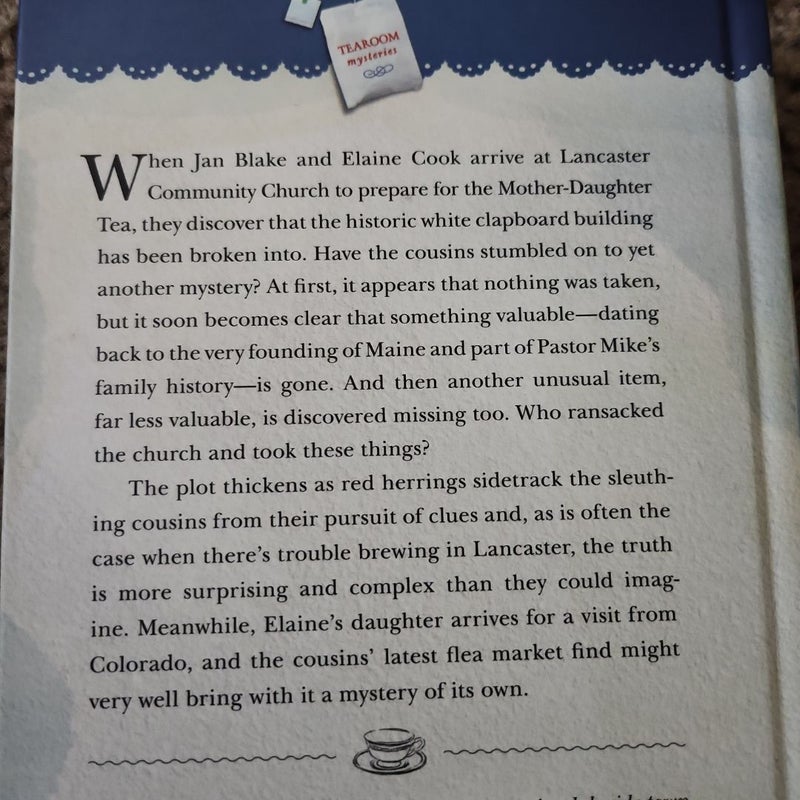 TEAROOM
mysteries
When Jan Blake and Elaine Cook arrive at Lancaster
Community Church to prepare for the Mother-Daughter
Tea, they discover that the historic white clapboard building
has been broken into. Have the cousins stumbled on to yet
another mystery? At first, it appears that nothing was taken,
but it soon becomes clear that something valuable—dating
back to the very founding of Maine and part of Pastor Mike's
family history—is gone. And then another unusual item,
far less valuable, is discovered missing too. Who ransacked
the church and took these things?
The plot thickens as red herrings sidetrack the sleuth-
ing cousins from their pursuit of clues and, as is often the
case when there's trouble brewing in Lancaster, the truth
is more surprising and complex than they could imag-
ine. Meanwhile, Elaine's daughter arrives for a visit from
Colorado, and the cousins' latest flea market find might
very well bring with it a mystery of its own.